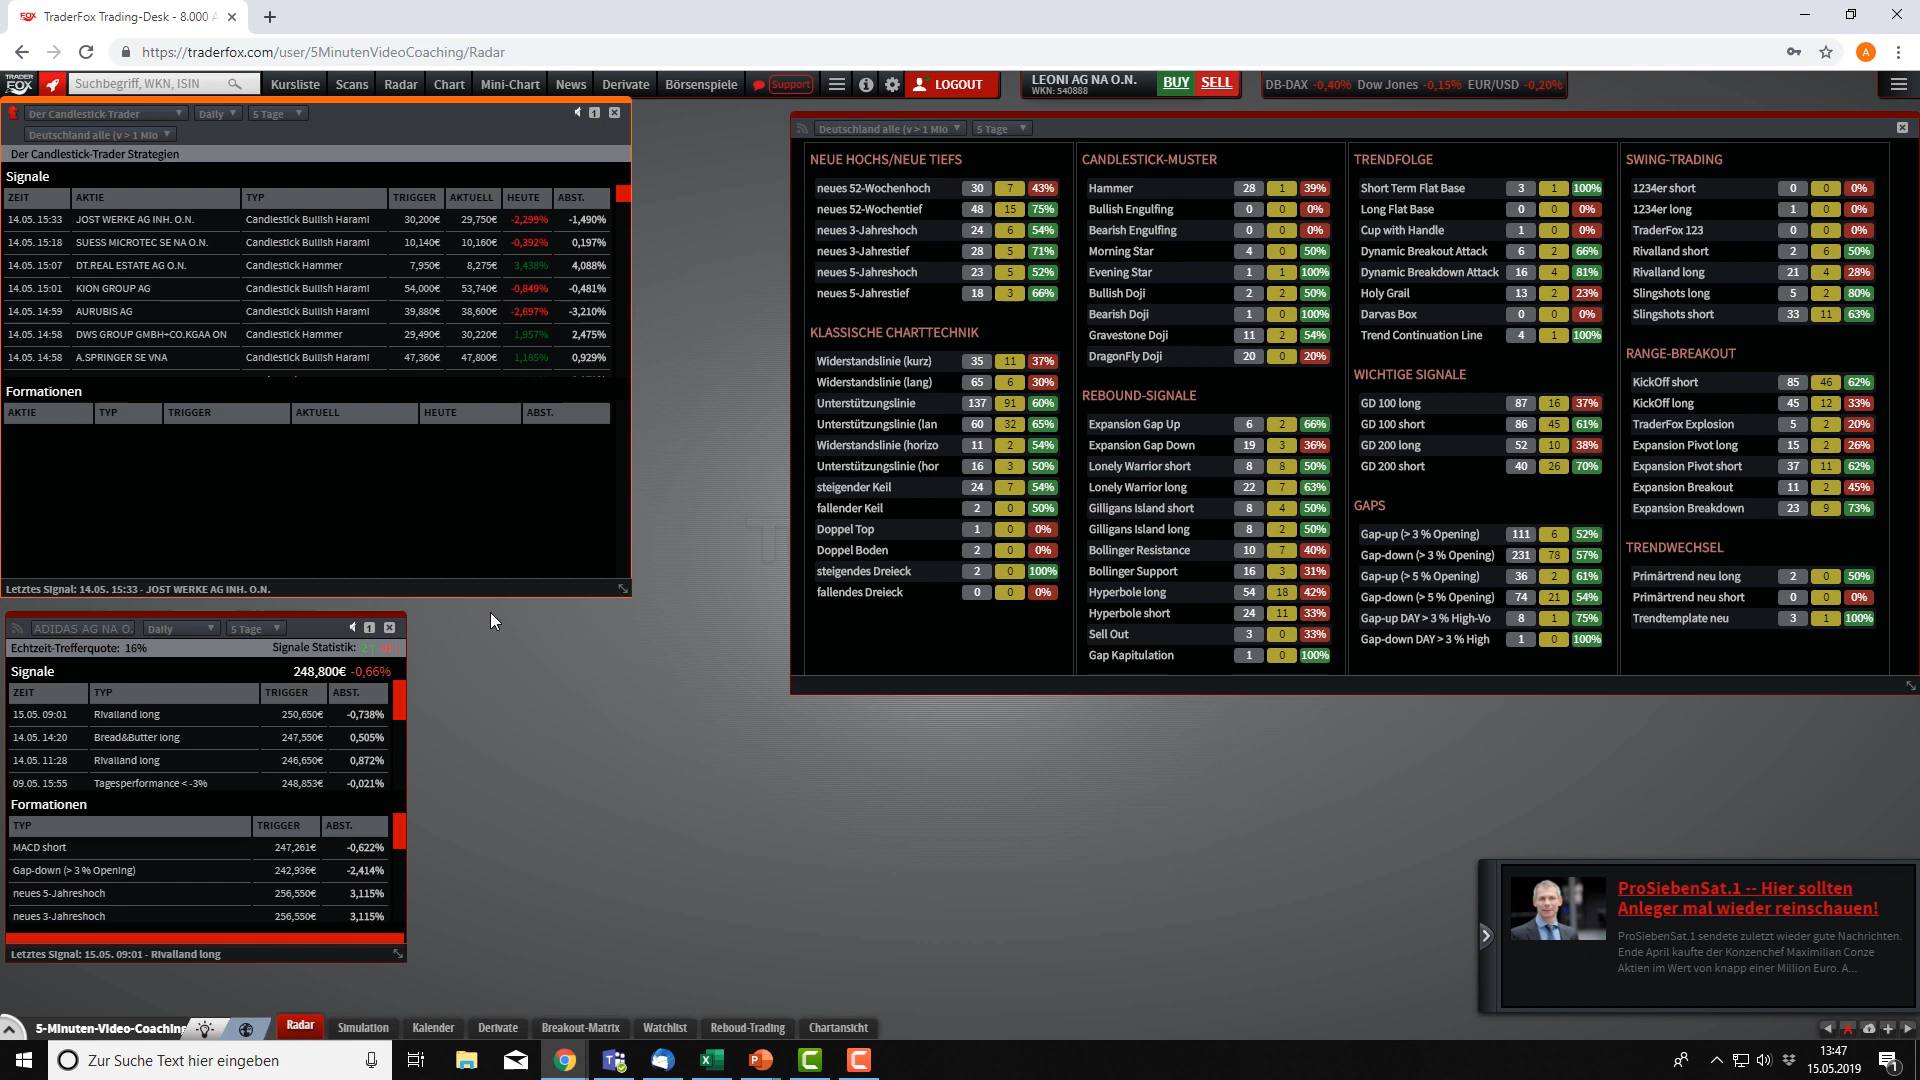 TraderFox Trading-Desk - 8.000 A
https://traderfox.com/user/5MinutenVideoCoaching/Radar
A
TRADER FOX
Suchbegriff, WKN, ISIN
Kursliste Scans Radar Chart Mini-Chart News Derivate Börsenspiele Support LOGOUT
LEONI AG NA O.N. BUY SELL
WKN: 540888
DB-DAX -0,40% Dow Jones -0,15% EUR/USD -0,20%
Der Candlestick-Trader Daily 5 Tage 1
Deutschland alle (v > 1 Mio
Der Candlestick-Trader Strategien
Signale
ZEIT AKTIE TYP TRIGGER AKTUELL HEUTE ABST.
14.05. 15:33 JOST WERKE AG INH. O.N. Candlestick Bullish Harami 30,200€ 29,750€ -2,299% -1,490%
14.05. 15:18 SUESS MICROTEC SE NA O.N. Candlestick Bullish Harami 10,140€ 10,160€ -0,392% 0,197%
14.05. 15:07 DT.REAL ESTATE AG O.N. Candlestick Hammer 7,950€ 8,275€ 3,438% 4,088%
14.05. 15:01 KION GROUP AG Candlestick Bullish Harami 54,000€ 53,740€ -0,849% -0,481%
14.05. 14:59 AURUBIS AG Candlestick Bullish Harami 39,880€ 38,600€ -2,697% -3,210%
14.05. 14:58 DWS GROUP GMBH+CO.KGAA ON Candlestick Hammer 29,490€ 30,220€ 1,957% 2,475%
14.05. 14:58 A.SPRINGER SE VNA Candlestick Bullish Harami 47,360€ 47,800€ 1,185% 0,929%
Formationen
AKTIE TYP TRIGGER AKTUELL HEUTE ABST.
Letztes Signal: 14.05. 15:33 - JOST WERKE AG INH. O.N.
ADIDAS AG NA O. Daily 5 Tage 1
Echtzeit-Trefferquote: 16% Signale Statistik:
Signale 248,800€ -0,66%
ZEIT TYP TRIGGER ABST.
15.05. 09:01 Rivalland long 250,650€ -0,738%
14.05. 14:20 Bread&Butter long 247,550€ 0,505%
14.05. 11:28 Rivalland long 246,650€ 0,872%
09.05. 15:55 Tagesperformance < -3% 248,853€ -0,021%
Formationen
TYP TRIGGER ABST.
MACD short 247,261€ -0,622%
Gap-down (> 3 % Opening) 242,936€ -2,414%
neues 5-Jahreshoch 256,550€ 3,115%
neues 3-Jahreshoch 256,550€ 3,115%
Letztes Signal: 15.05. 09:01 - Rivalland long
Deutschland alle (v > 1 Mio 5 Tage
NEUE HOCHS/NEUE TIEFS
neues 52-Wochenhoch 30 7 43%
neues 52-Wochentief 48 15 75%
neues 3-Jahreshoch 24 6 54%
neues 3-Jahrestief 28 5 71%
neues 5-Jahreshoch 23 5 52%
neues 5-Jahrestief 18 3 66%
KLASSISCHE CHARTTECHNIK
Widerstandslinie (kurz) 35 11 37%
Widerstandslinie (lang) 65 6 30%
Unterstützungslinie 137 91 60%
Unterstützungslinie (lan 60 32 65%
Widerstandslinie (horizo 11 2 54%
Unterstützungslinie (hor 16 3 50%
steigender Keil 24 7 54%
fallender Keil 2 0 50%
Doppel Top 1 0 0%
Doppel Boden 2 0 0%
steigendes Dreieck 2 0 100%
fallendes Dreieck 0 0 0%
CANDLESTICK-MUSTER
Hammer 28 1 39%
Bullish Engulfing 0 0 0%
Bearish Engulfing 0 0 0%
Morning Star 4 0 50%
Evening Star 1 1 100%
Bullish Doji 2 2 50%
Bearish Doji 1 0 100%
Gravestone Doji 11 2 54%
DragonFly Doji 20 0 20%
REBOUND-SIGNALE
Expansion Gap Up 6 2 66%
Expansion Gap Down 19 3 36%
Lonely Warrior short 8 8 50%
Lonely Warrior long 22 7 63%
Gilligans Island short 8 4 50%
Gilligans Island long 8 2 50%
Bollinger Resistance 10 7 40%
Bollinger Support 16 3 31%
Hyperbole long 54 18 42%
Hyperbole short 24 11 33%
Sell Out 3 0 33%
Gap Kapitulation 1 0 100%
TRENDFOLGE
Short Term Flat Base 3 1 100%
Long Flat Base 0 0 0%
Cup with Handle 1 0 0%
Dynamic Breakout Attack 6 2 66%
Dynamic Breakdown Attack 16 4 81%
Holy Grail 13 2 23%
Darvas Box 0 0 0%
Trend Continuation Line 4 1 100%
WICHTIGE SIGNALE
GD 100 long 87 16 37%
GD 100 short 86 45 61%
GD 200 long 52 10 38%
GD 200 short 40 26 70%
GAPS
Gap-up (> 3 % Opening) 111 6 52%
Gap-down (> 3 % Opening) 231 78 57%
Gap-up (> 5 % Opening) 36 2 61%
Gap-down (> 5 % Opening) 74 21 54%
Gap-up DAY > 3 % High-Vo 8 1 75%
Gap-down DAY > 3 % High 1 0 100%
SWING-TRADING
1234er short 0 0 0%
1234er long 1 0 0%
TraderFox 123 0 0 0%
Rivalland short 2 6 50%
Rivalland long 21 4 28%
Slingshots long 5 2 80%
Slingshots short 33 11 63%
RANGE-BREAKOUT
KickOff short 85 46 62%
KickOff long 45 12 33%
TraderFox Explosion 5 2 20%
Expansion Pivot long 15 2 26%
Expansion Pivot short 37 11 62%
Expansion Breakout 11 2 45%
Expansion Breakdown 23 9 73%
TRENDWECHSEL
Primärtrend neu long 2 0 50%
Primärtrend neu short 0 0 0%
Trendtemplate neu 3 1 100%
ProSiebenSat.1 -- Hier sollten
Anleger mal wieder reinschauen!
ProSiebenSat.1 sendete zuletzt wieder gute Nachrichten.
Ende April kaufte der Konzenchef Maximilian Conze
Aktien im Wert von knapp einer Million Euro. A...
5-Minuten-Video-Coaching Radar Simulation Kalender Derivate Breakout-Matrix Watchlist Reboud-Trading Chartansicht
Zur Suche Text hier eingeben
13:47
15.05.2019
1